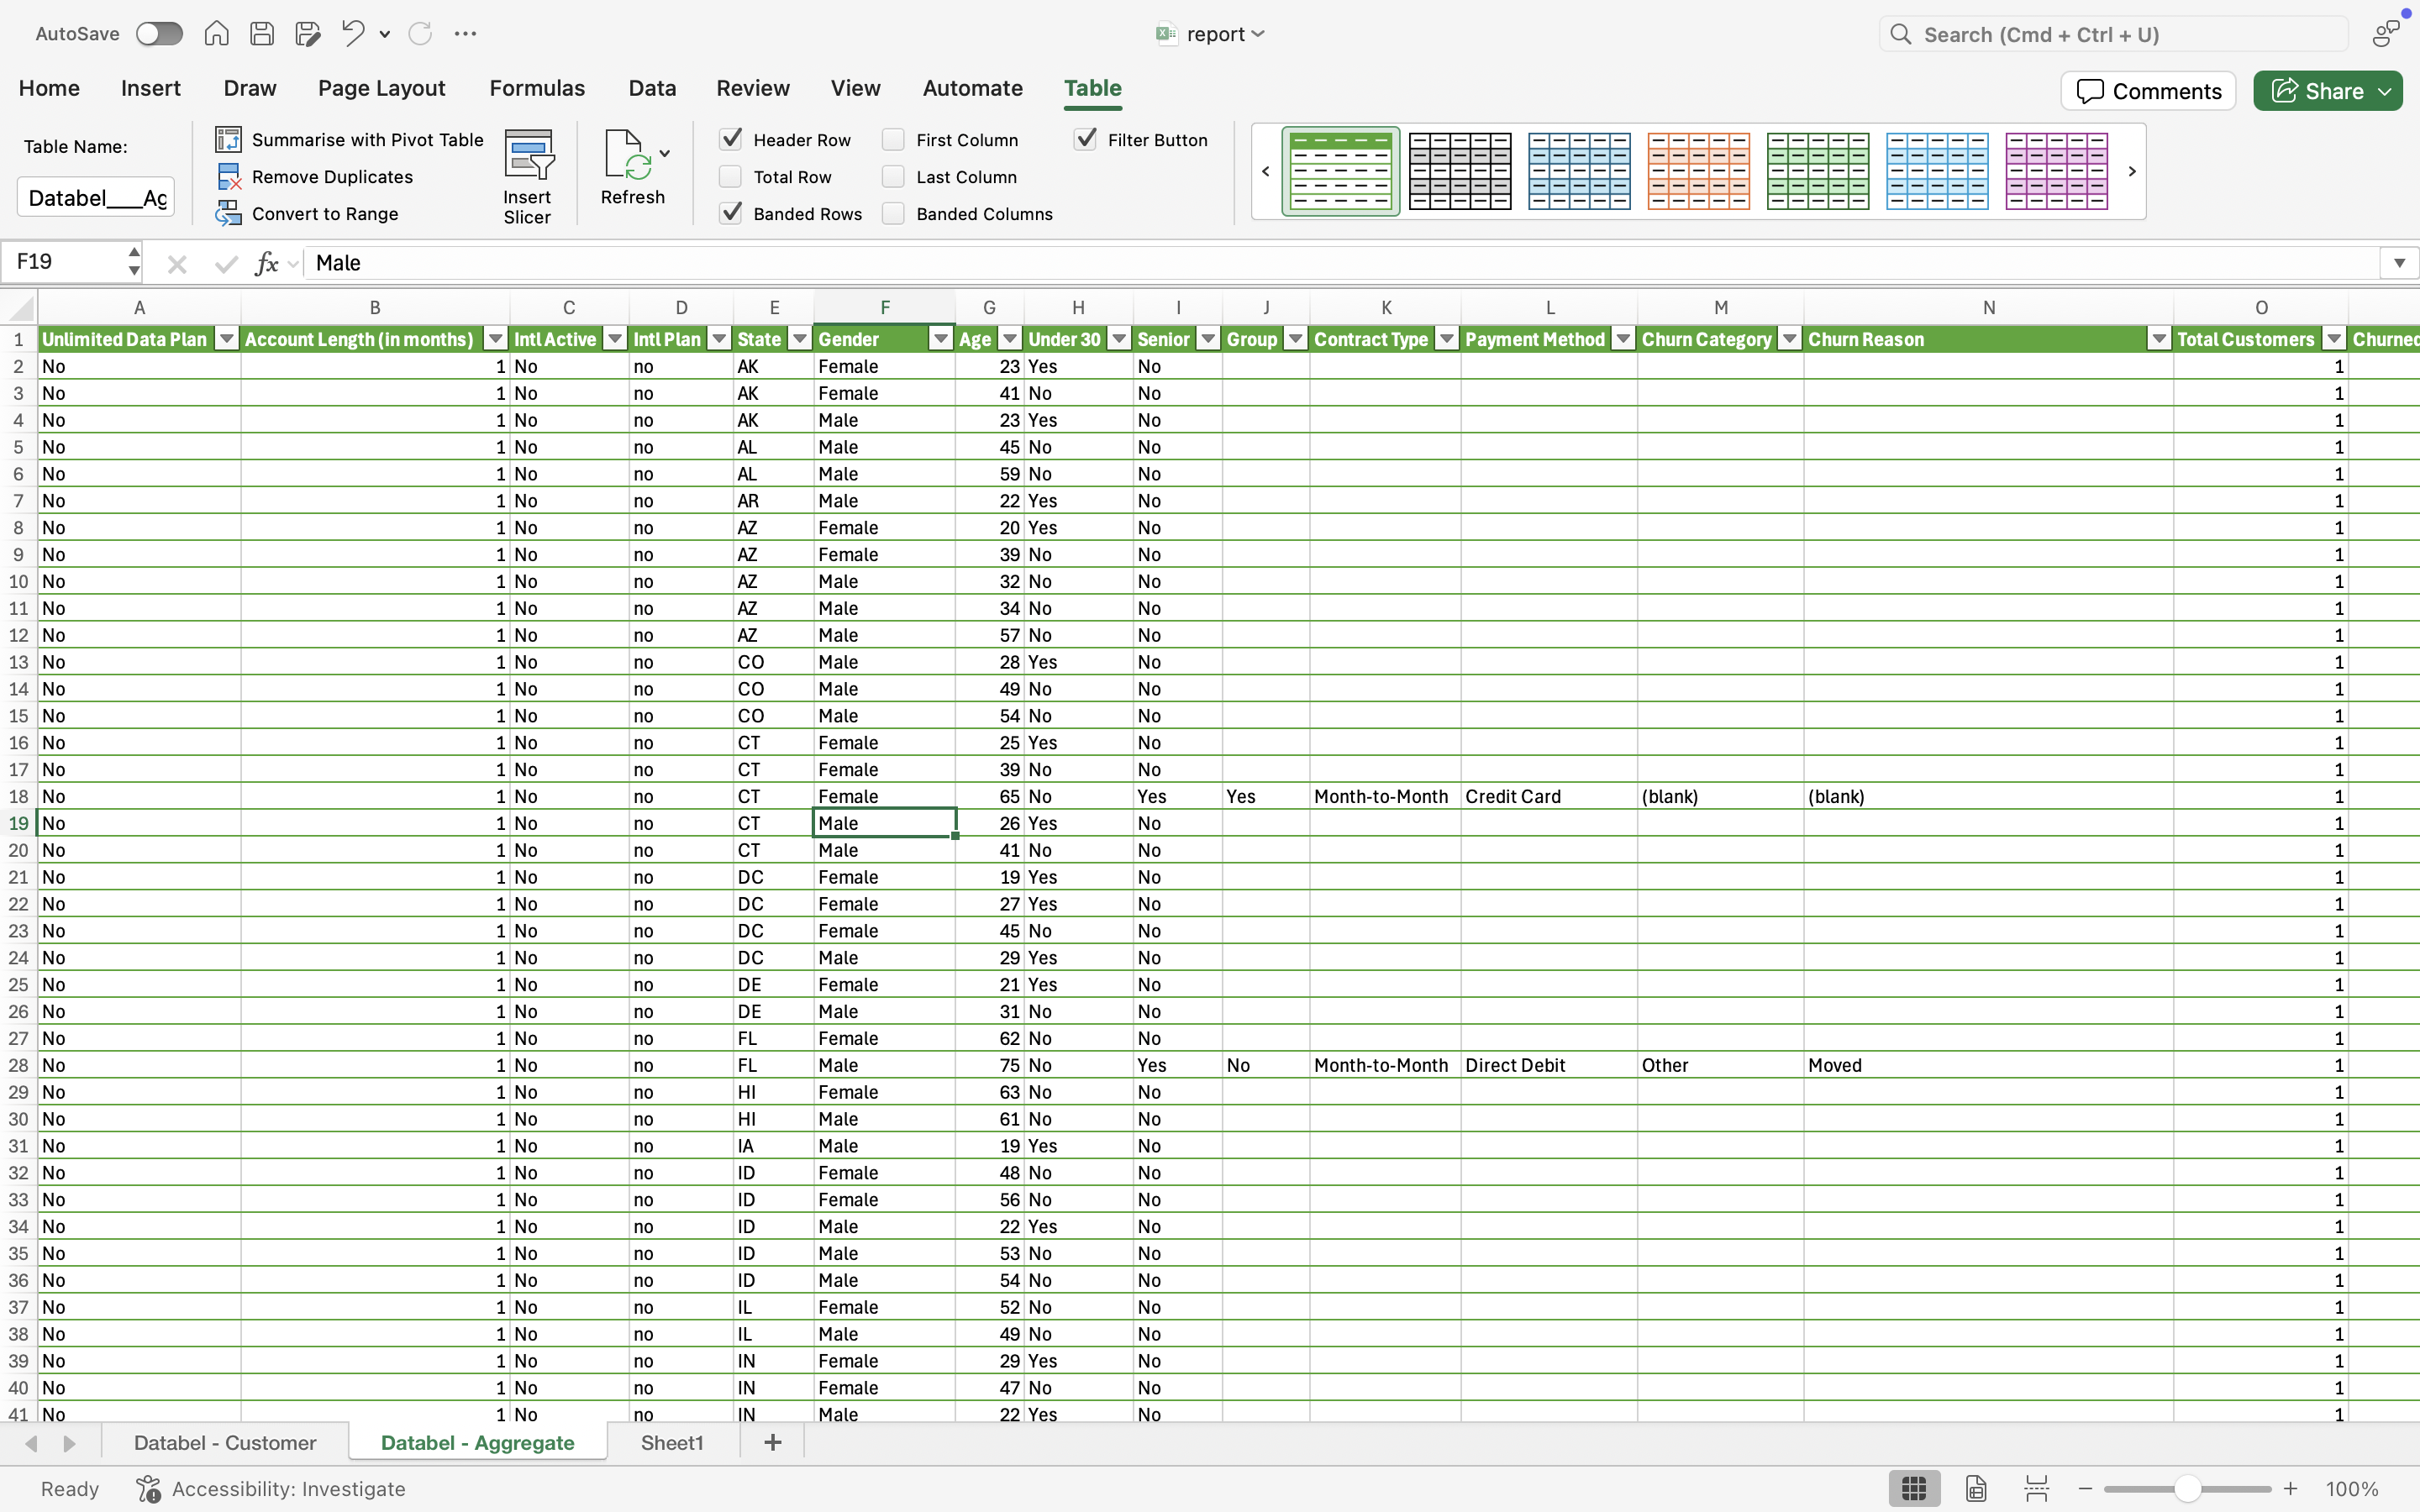 AutoSave report Search (Cmd + Ctrl + U)
Home Insert Draw Page Layout Formulas Data Review View Automate Table Comments Share
Table Name: Summarise with Pivot Table Header Row First Column Filter Button
Remove Duplicates Total Row Last Column
Databel___Ag Convert to Range Insert Slicer Refresh Banded Rows Banded Columns
F19 fx Male
A B C D E F G H I J K L M N O
1 Unlimited Data Plan Account Length (in months) Intl Active Intl Plan State Gender Age Under 30 Senior Group Contract Type Payment Method Churn Category Churn Reason Total Customers Churned
2 No 1 No no AK Female 23 Yes No 1
3 No 1 No no AK Female 41 No No 1
4 No 1 No no AK Male 23 Yes No 1
5 No 1 No no AL Male 45 No No 1
6 No 1 No no AL Male 59 No No 1
7 No 1 No no AR Male 22 Yes No 1
8 No 1 No no AZ Female 20 Yes No 1
9 No 1 No no AZ Female 39 No No 1
10 No 1 No no AZ Male 32 No No 1
11 No 1 No no AZ Male 34 No No 1
12 No 1 No no AZ Male 57 No No 1
13 No 1 No no CO Male 28 Yes No 1
14 No 1 No no CO Male 49 No No 1
15 No 1 No no CO Male 54 No No 1
16 No 1 No no CT Female 25 Yes No 1
17 No 1 No no CT Female 39 No No 1
18 No 1 No no CT Female 65 No Yes Yes Month-to-Month Credit Card (blank) (blank) 1
19 No 1 No no CT Male 26 Yes No 1
20 No 1 No no CT Male 41 No No 1
21 No 1 No no DC Female 19 Yes No 1
22 No 1 No no DC Female 27 Yes No 1
23 No 1 No no DC Female 45 No No 1
24 No 1 No no DC Male 29 Yes No 1
25 No 1 No no DE Female 21 Yes No 1
26 No 1 No no DE Male 31 No No 1
27 No 1 No no FL Female 62 No No 1
28 No 1 No no FL Male 75 No Yes No Month-to-Month Direct Debit Other Moved 1
29 No 1 No no HI Female 63 No No 1
30 No 1 No no HI Male 61 No No 1
31 No 1 No no IA Male 19 Yes No 1
32 No 1 No no ID Female 48 No No 1
33 No 1 No no ID Female 56 No No 1
34 No 1 No no ID Male 22 Yes No 1
35 No 1 No no ID Male 53 No No 1
36 No 1 No no ID Male 54 No No 1
37 No 1 No no IL Female 52 No No 1
38 No 1 No no IL Male 49 No No 1
39 No 1 No no IN Female 29 Yes No 1
40 No 1 No no IN Female 47 No No 1
41 No 1 No no IN Male 22 Yes No 1
Databel - Customer Databel - Aggregate Sheet1
Ready Accessibility: Investigate 100%